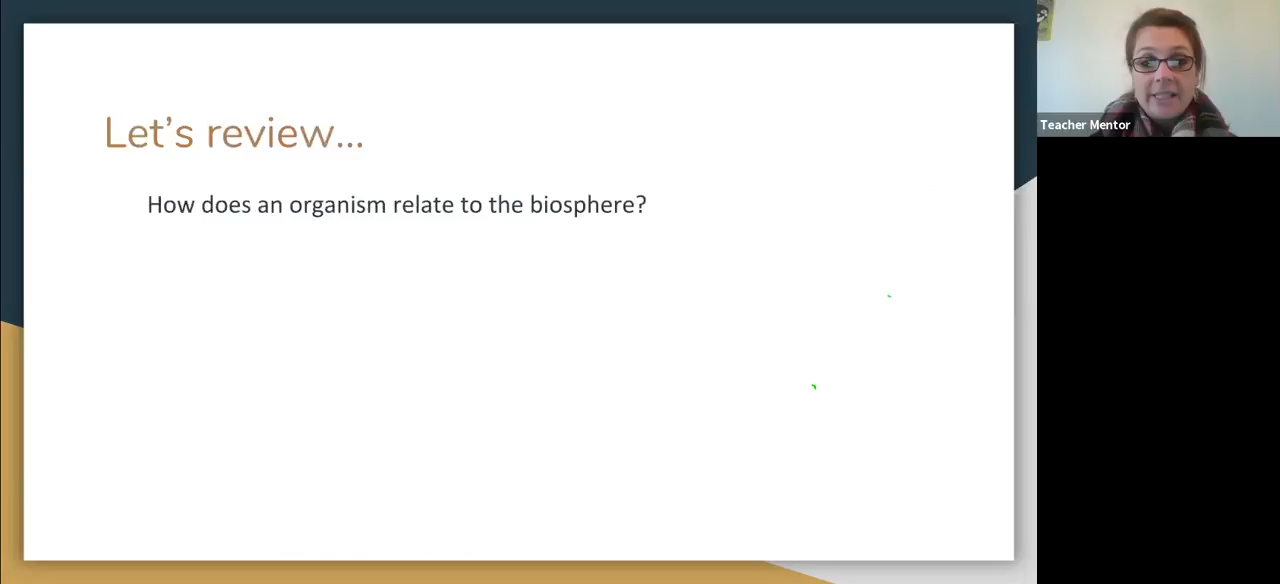 Let’s review...
How does an organism relate to the biosphere?
Teacher Mentor